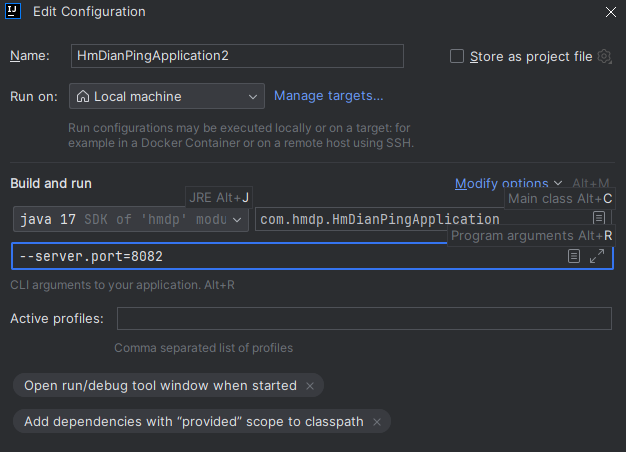 IJ Edit Configuration
Name: HmDianPingApplication2 Store as project file
Run on: Local machine Manage targets...
Run configurations may be executed locally or on a target: for
example in a Docker Container or on a remote host using SSH.
Build and run Modify options Alt+M
JRE Alt+J Main class Alt+C
java 17 SDK of 'hmdp' modu com.hmdp.HmDianPingApplication
Program arguments Alt+R
--server.port=8082
CLI arguments to your application. Alt+R
Active profiles:
Comma separated list of profiles
Open run/debug tool window when started ×
Add dependencies with “provided” scope to classpath ×